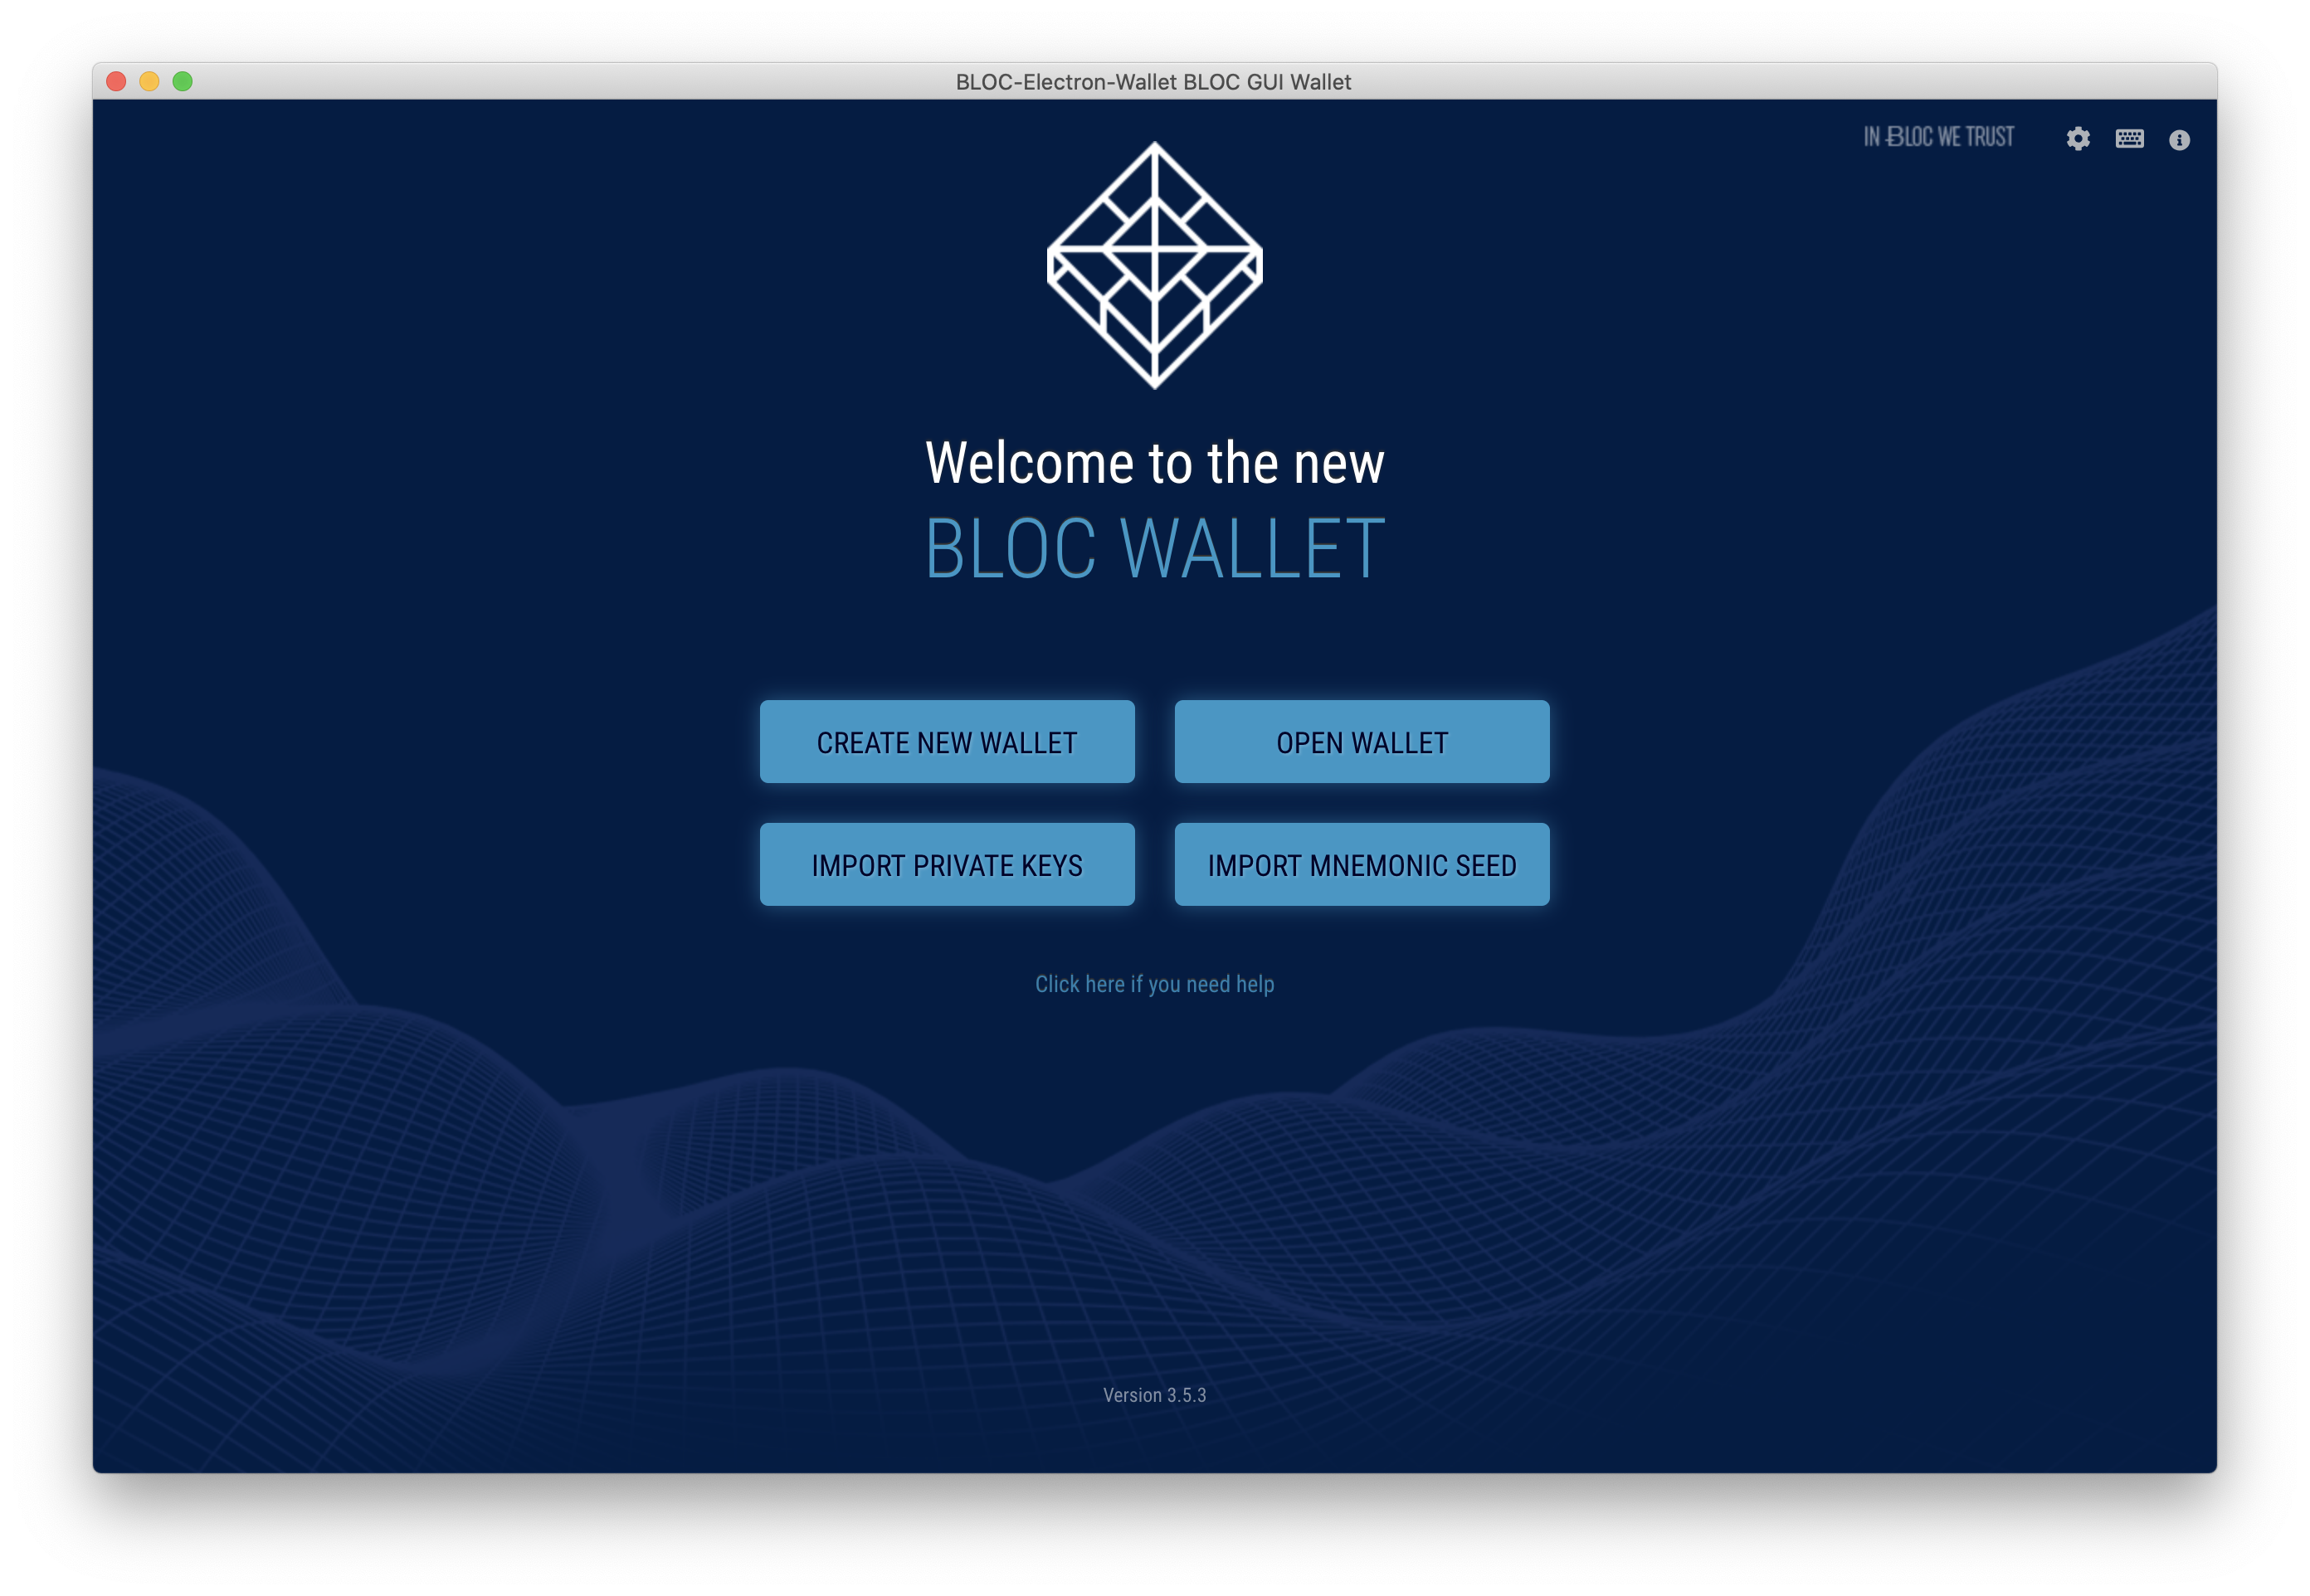 BLOC-Electron-Wallet BLOC GUI Wallet
IN BLOC WE TRUST
Welcome to the new
BLOC WALLET
CREATE NEW WALLET
OPEN WALLET
IMPORT PRIVATE KEYS
IMPORT MNEMONIC SEED
Click here if you need help
Version 3.5.3